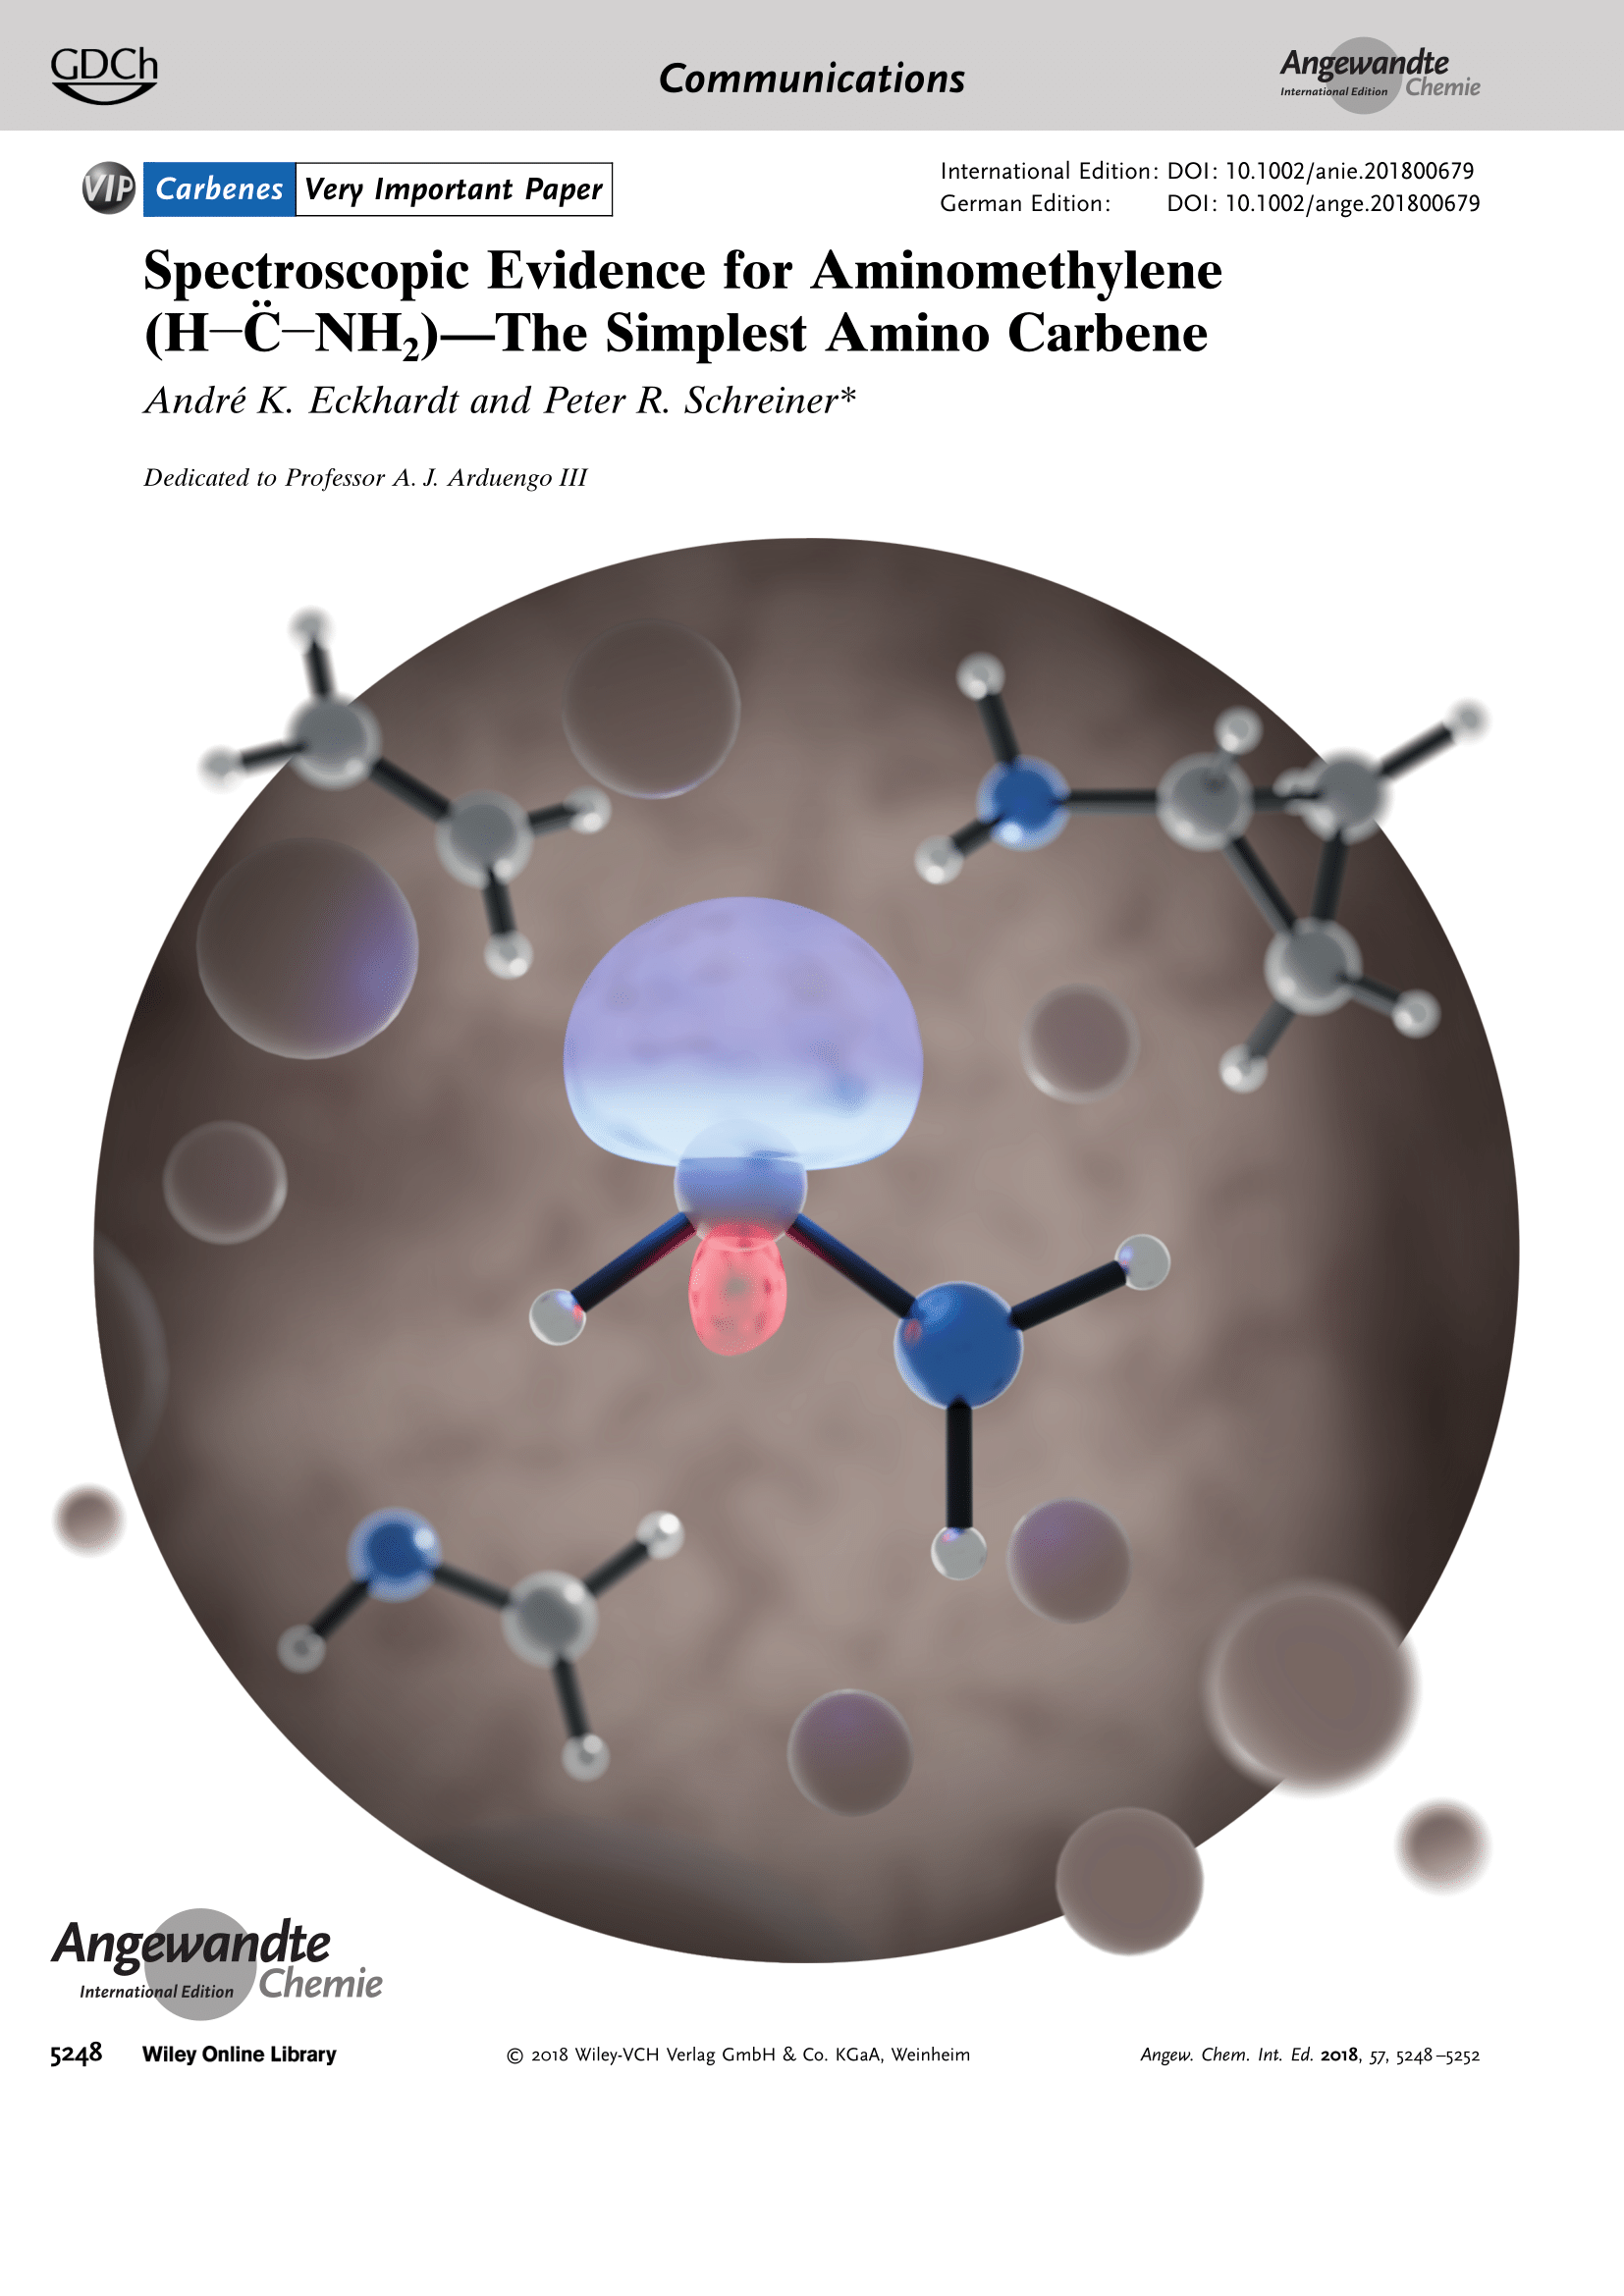 GDCh
Communications
Angewandte
International Edition Chemie
VIP Carbenes Very Important Paper
International Edition: DOI: 10.1002/anie.201800679
German Edition: DOI: 10.1002/ange.201800679
Spectroscopic Evidence for Aminomethylene
(H–C̈–NH₂)—The Simplest Amino Carbene
André K. Eckhardt and Peter R. Schreiner*
Dedicated to Professor A. J. Arduengo III
Angewandte
International Edition Chemie
5248 Wiley Online Library © 2018 Wiley-VCH Verlag GmbH & Co. KGaA, Weinheim Angew. Chem. Int. Ed. 2018, 57, 5248–5252